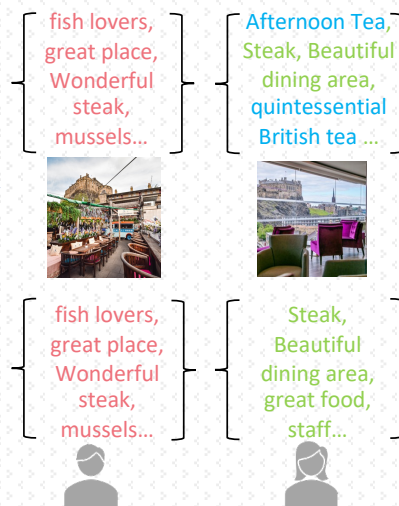 fish lovers,
great place,
Wonderful
steak,
mussels...
Afternoon Tea,
Steak, Beautiful
dining area,
quintessential
British tea ...
fish lovers,
great place,
Wonderful
steak,
mussels...
Steak,
Beautiful
dining area,
great food,
staff...